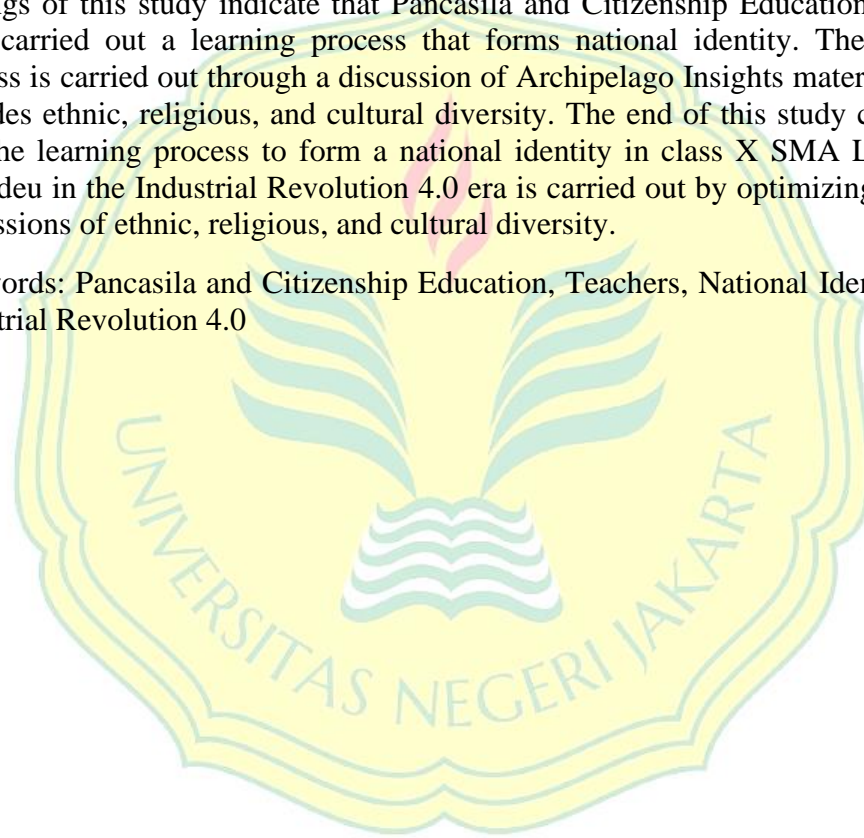 ngs of this study indicate that Pancasila and Citizenship Education
carried out a learning process that forms national identity. The
ss is carried out through a discussion of Archipelago Insights mater
des ethnic, religious, and cultural diversity. The end of this study
he learning process to form a national identity in class X SMA L
deu in the Industrial Revolution 4.0 era is carried out by optimizing
ssions of ethnic, religious, and cultural diversity.
ords: Pancasila and Citizenship Education, Teachers, National Iden
trial Revolution 4.0
UNIVERSITAS NEGERI JAKARTA